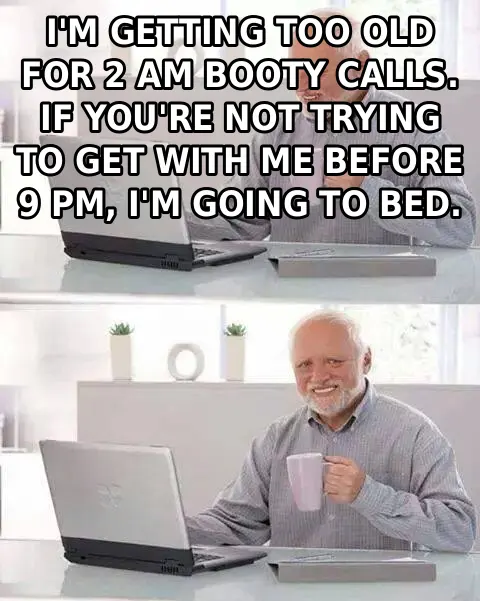 I'M GETTING TOO OLD
FOR 2 AM BOOTY CALLS.
IF YOU'RE NOT TRYING
TO GET WITH ME BEFORE
9 PM, I'M GOING TO BED.